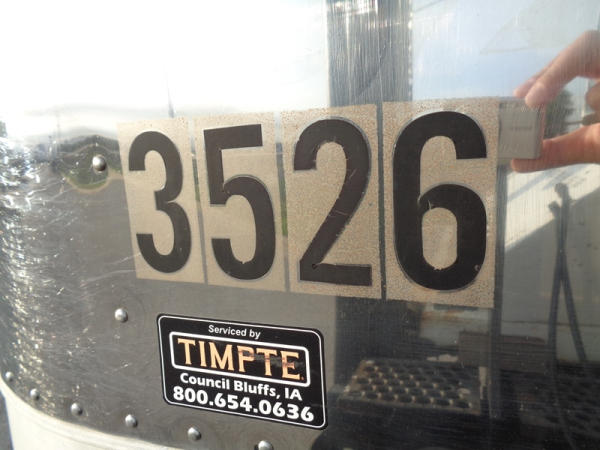 3526
Serviced by
TIMPTE
Council Bluffs, IA
800.654.0636